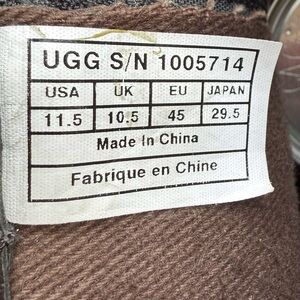 UGG S/N 1005714
USA UK EU JAPAN
11.5 10.5 45 29.5
Made In China
Fabrique en Chine